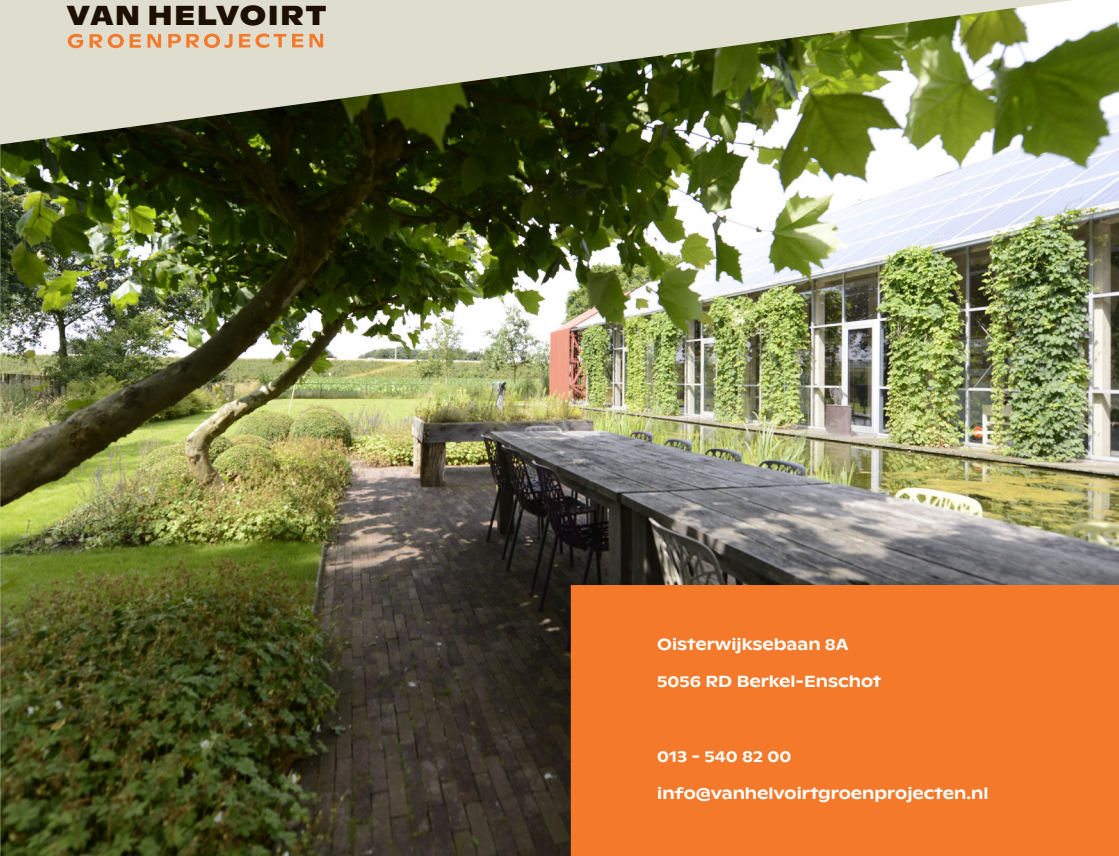 VAN HELVOIRT
GROENPROJECTEN
Oisterwijksebaan 8A
5056 RD Berkel-Enschot
013 - 540 82 00
info@vanhelvoirtgroenprojecten.nl